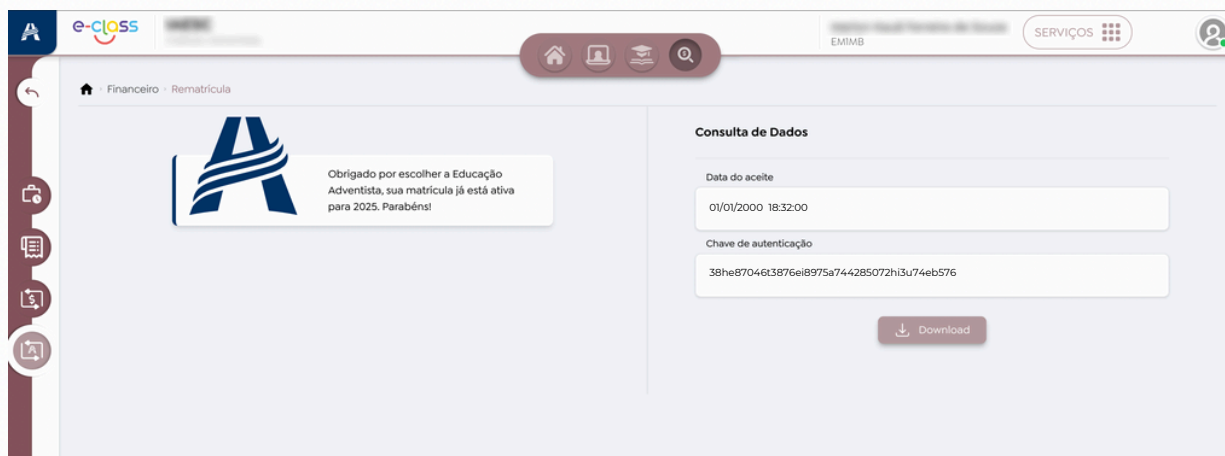 e-class
EMIMB
SERVIÇOS
Financeiro › Rematrícula
Obrigado por escolher a Educação
Adventista, sua matrícula já está ativa
para 2025. Parabéns!
Consulta de Dados
Data do aceite
01/01/2000 18:32:00
Chave de autenticação
38he87046t3876ei8975a744285072hi3u74eb576
Download